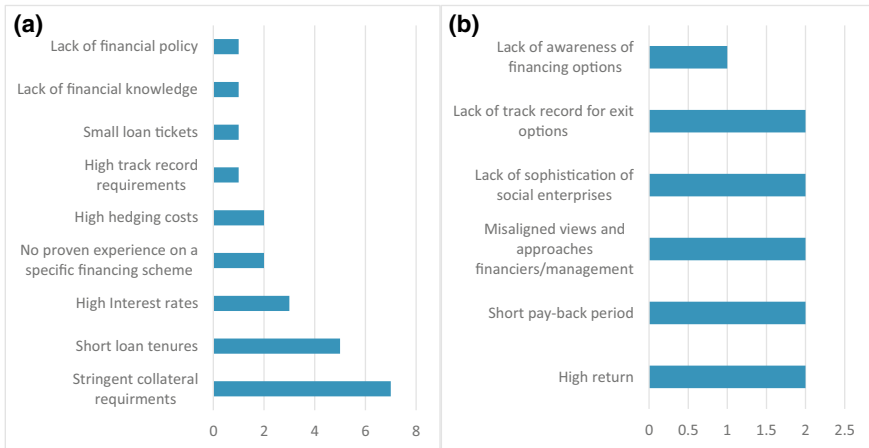 (a)
Lack of financial policy
Lack of financial knowledge
Small loan tickets
High track record
requirements
High hedging costs
No proven experience on a
specific financing scheme
High Interest rates
Short loan tenures
Stringent collateral
requirments
0 2 4 6 8
(b)
Lack of awareness of
financing options
Lack of track record for exit
options
Lack of sophistication of
social enterprises
Misaligned views and
approaches
financiers/management
Short pay-back period
High return
0 0.5 1 1.5 2 2.5